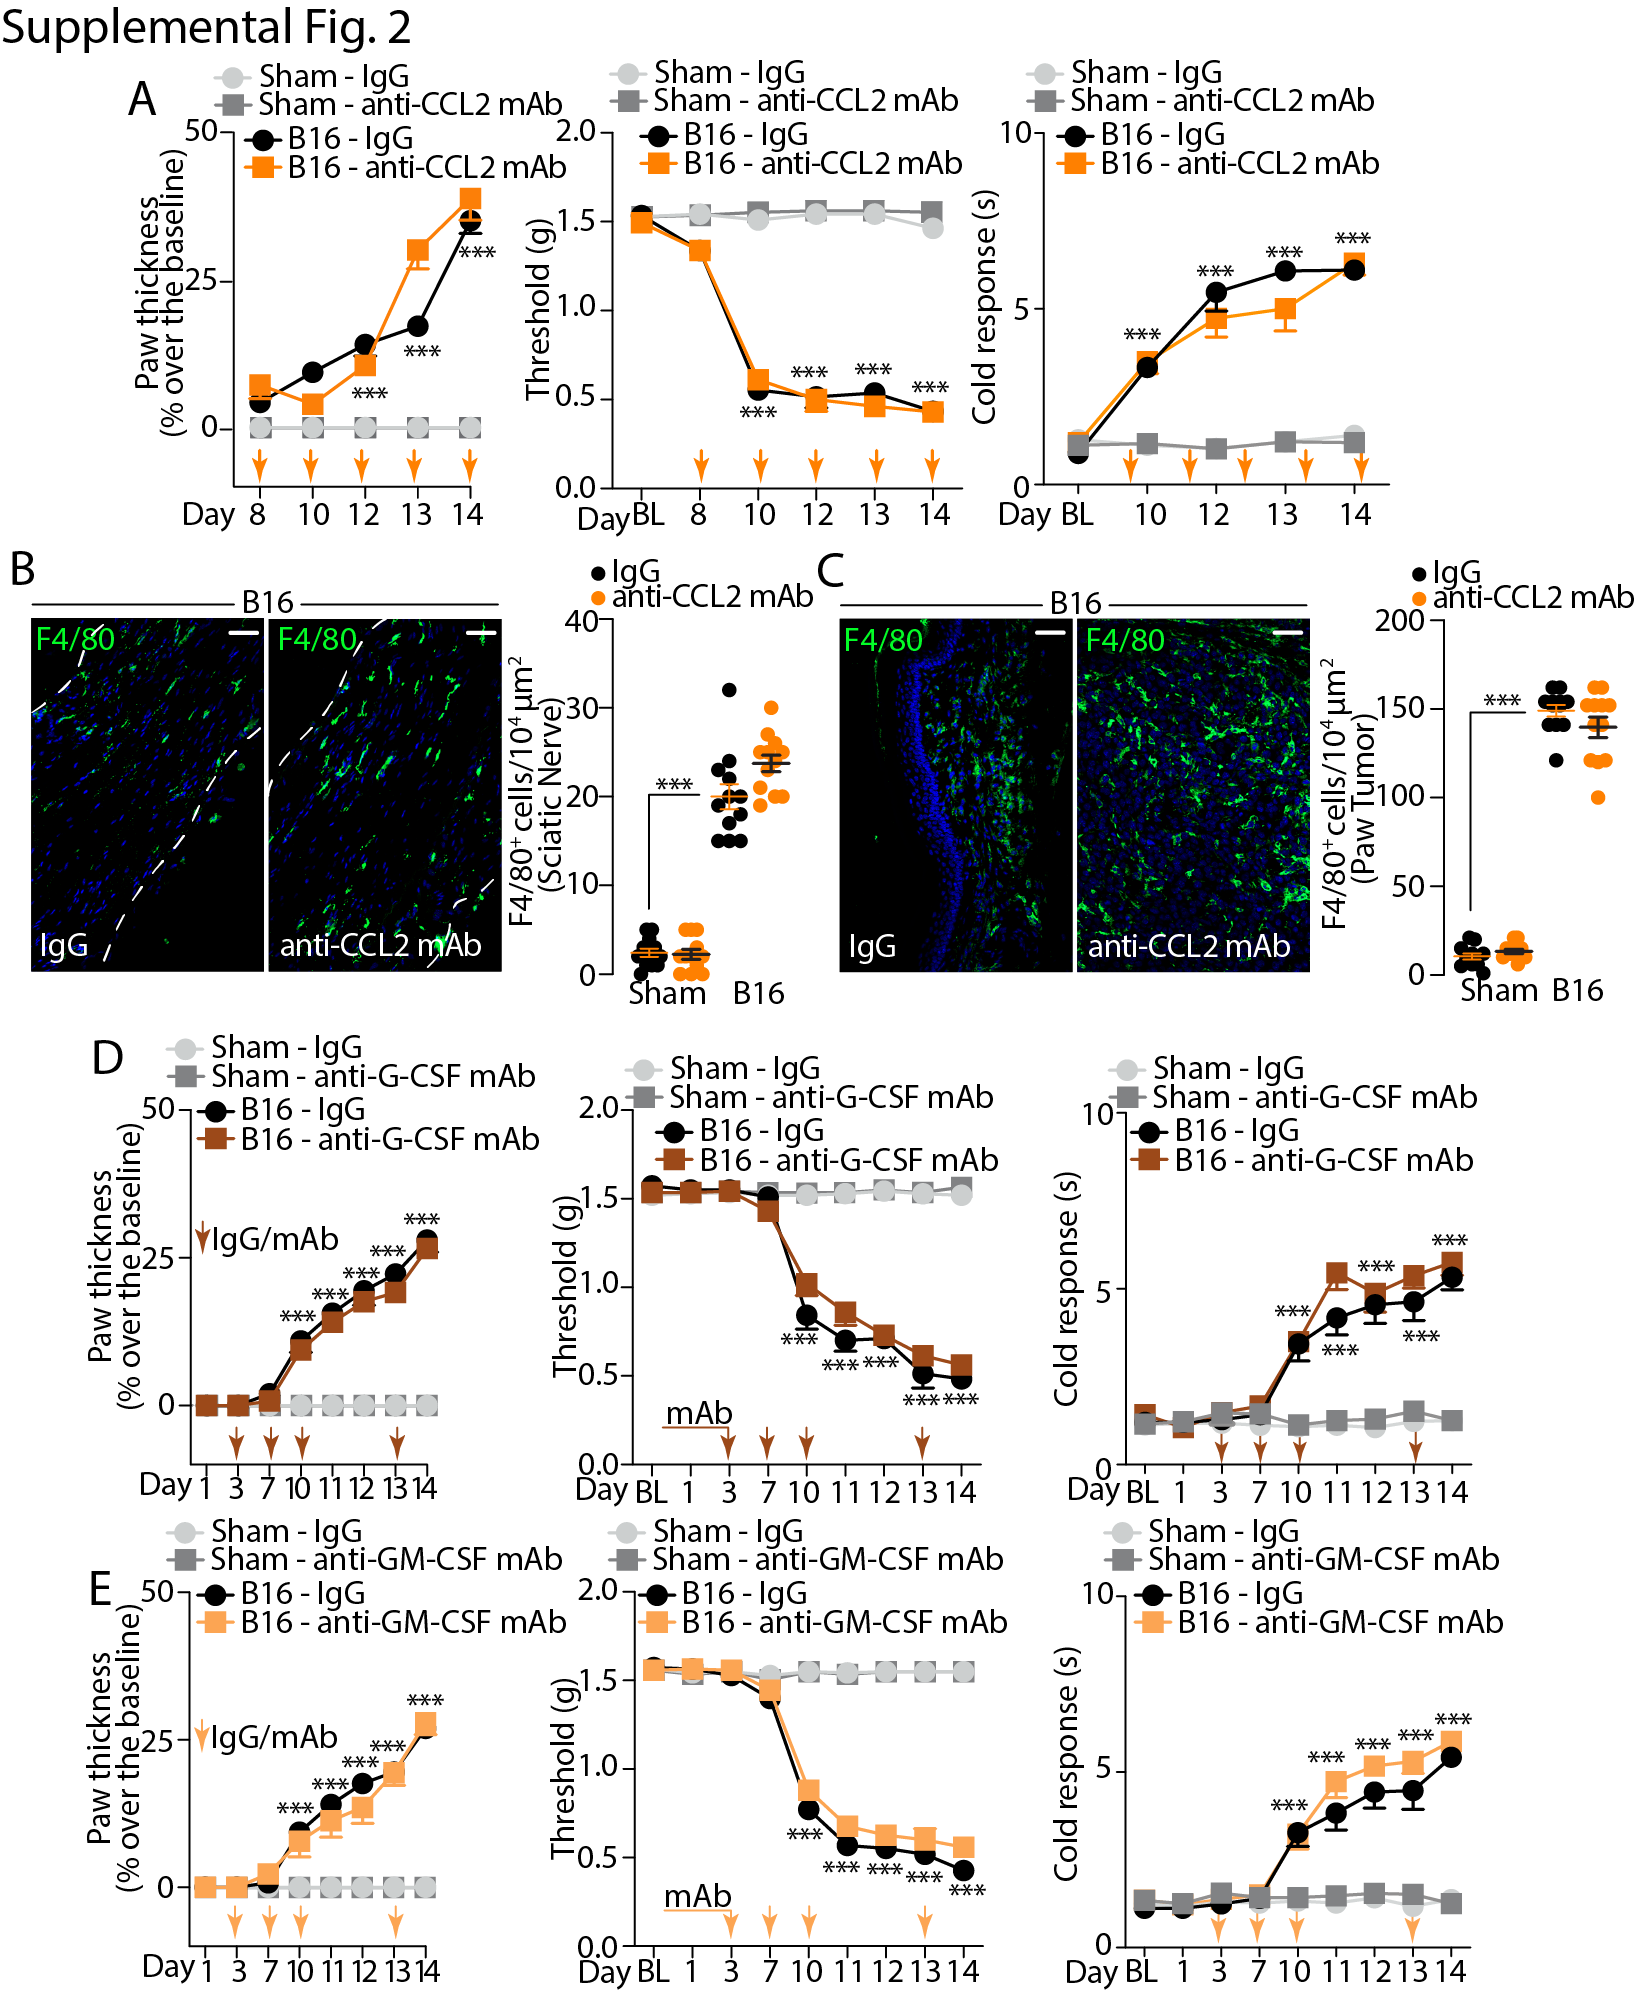 Supplemental Fig. 2
A
Sham - IgG
Sham - anti-CCL2 mAb
B16 - IgG
B16 - anti-CCL2 mAb
Paw thickness
(% over the baseline)
50
25
0
***
***
***
Day 8 10 12 13 14
Sham - IgG
Sham - anti-CCL2 mAb
B16 - IgG
B16 - anti-CCL2 mAb
Threshold (g)
2.0
1.5
1.0
0.5
0.0
***
***
***
***
Day BL 8 10 12 13 14
Sham - IgG
Sham - anti-CCL2 mAb
B16 - IgG
B16 - anti-CCL2 mAb
Cold response (s)
10
5
0
***
***
***
***
Day BL 10 12 13 14
B
B16
F4/80
IgG
F4/80
anti-CCL2 mAb
IgG
anti-CCL2 mAb
F4/80+ cells/10⁴ µm²
(Sciatic Nerve)
40
30
20
10
0
***
Sham B16
C
B16
F4/80
IgG
F4/80
anti-CCL2 mAb
IgG
anti-CCL2 mAb
F4/80+ cells/10⁴ µm²
(Paw Tumor)
200
150
100
50
0
***
Sham B16
D
Sham - IgG
Sham - anti-G-CSF mAb
B16 - IgG
B16 - anti-G-CSF mAb
Paw thickness
(% over the baseline)
50
25
0
IgG/mAb
***
***
***
***
***
Day 1 3 7 10 11 12 13 14
Sham - IgG
Sham - anti-G-CSF mAb
B16 - IgG
B16 - anti-G-CSF mAb
Threshold (g)
2.0
1.5
1.0
0.5
0.0
mAb
***
***
***
***
***
Day BL 1 3 7 10 11 12 13 14
Sham - IgG
Sham - anti-G-CSF mAb
B16 - IgG
B16 - anti-G-CSF mAb
Cold response (s)
10
5
0
***
***
***
***
***
Day BL 1 3 7 10 11 12 13 14
E
Sham - IgG
Sham - anti-GM-CSF mAb
B16 - IgG
B16 - anti-GM-CSF mAb
Paw thickness
(% over the baseline)
50
25
0
IgG/mAb
***
***
***
***
***
Day 1 3 7 10 11 12 13 14
Sham - IgG
Sham - anti-GM-CSF mAb
B16 - IgG
B16 - anti-GM-CSF mAb
Threshold (g)
2.0
1.5
1.0
0.5
0.0
mAb
***
***
***
***
***
Day BL 1 3 7 10 11 12 13 14
Sham - IgG
Sham - anti-GM-CSF mAb
B16 - IgG
B16 - anti-GM-CSF mAb
Cold response (s)
10
5
0
***
***
***
***
***
Day BL 1 3 7 10 11 12 13 14